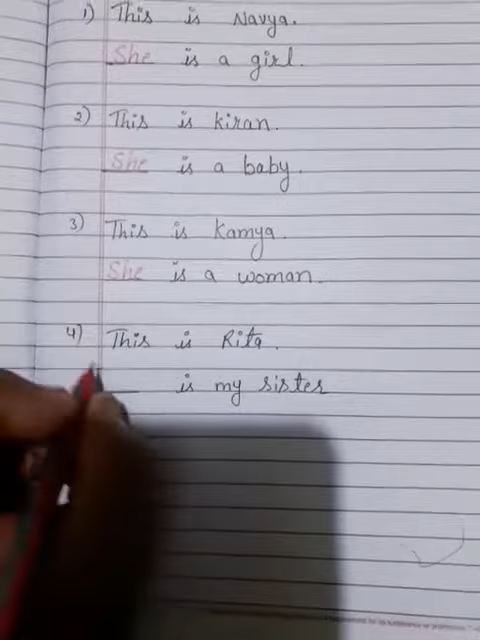 1) This is Navya.
She is a girl.
2) This is kiran.
She is a baby.
3) This is Kamya.
She is a woman.
4) This is Rita.
___ is my sister